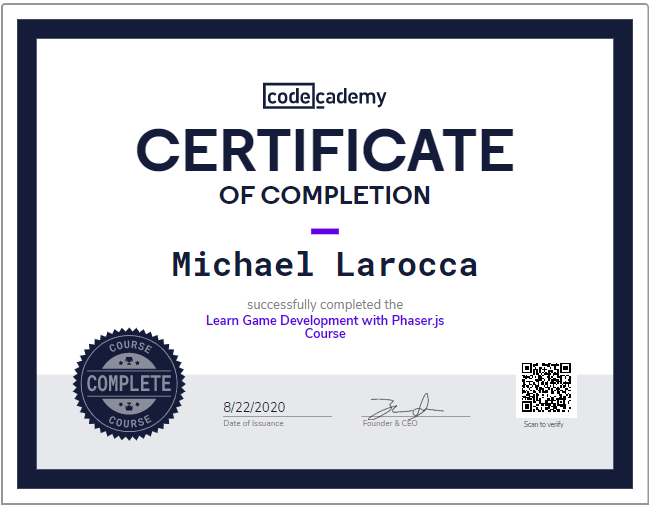 codecademy
CERTIFICATE
OF COMPLETION
Michael Larocca
successfully completed the
Learn Game Development with Phaser.js
Course
COURSE
COMPLETE
COURSE
8/22/2020
Date of Issuance
Founder & CEO
Scan to verify